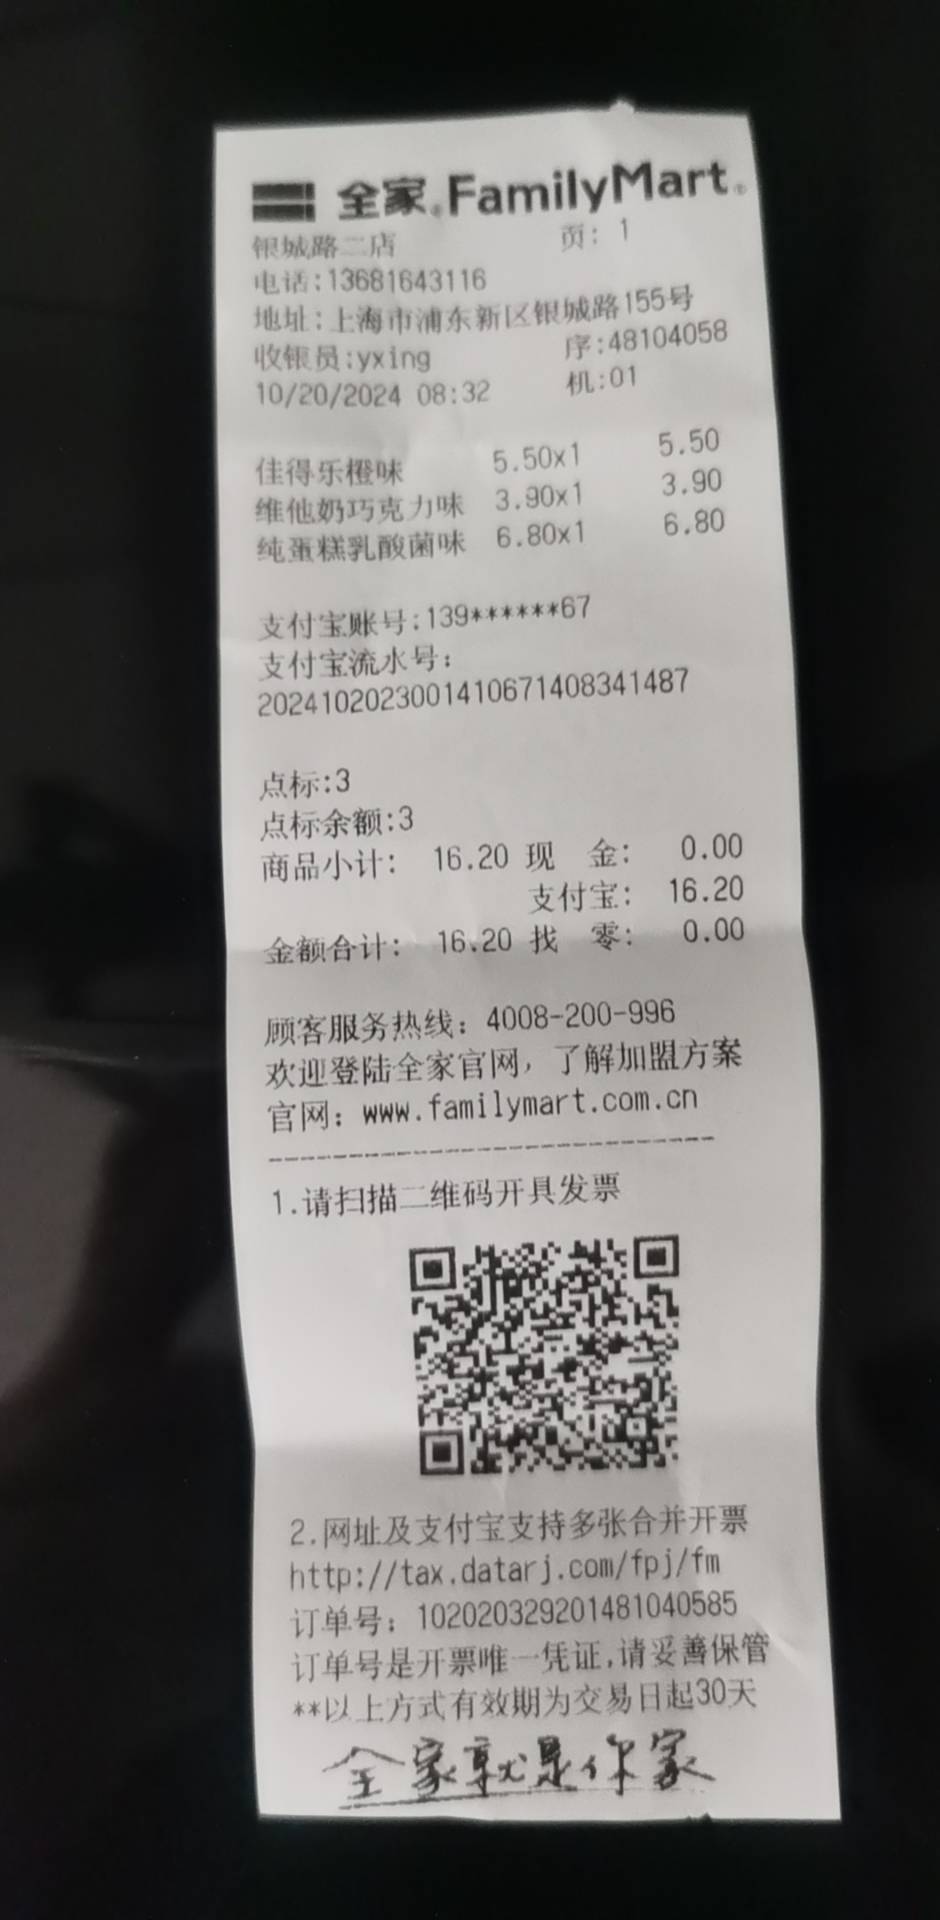 全家 FamilyMart
银城路二店 页: 1
电话:13681643116
地址:上海市浦东新区银城路155号
收银员:yxing 序:48104058
10/20/2024 08:32 机:01
佳得乐橙味 5.50x1 5.50
维他奶巧克力味 3.90x1 3.90
纯蛋糕乳酸菌味 6.80x1 6.80
支付宝账号:139******67
支付宝流水号:
2024102023001410671408341487
点标:3
点标余额:3
商品小计: 16.20 现 金: 0.00
支付宝: 16.20
金额合计: 16.20 找 零: 0.00
顾客服务热线: 4008-200-996
欢迎登陆全家官网,了解加盟方案
官网: www.familymart.com.cn
1.请扫描二维码开具发票
2.网址及支付宝支持多张合并开票
http://tax.datarj.com/fpj/fm
订单号: 102020329201481040585
订单号是开票唯一凭证,请妥善保管
**以上方式有效期为交易日起30天
全家就是你家